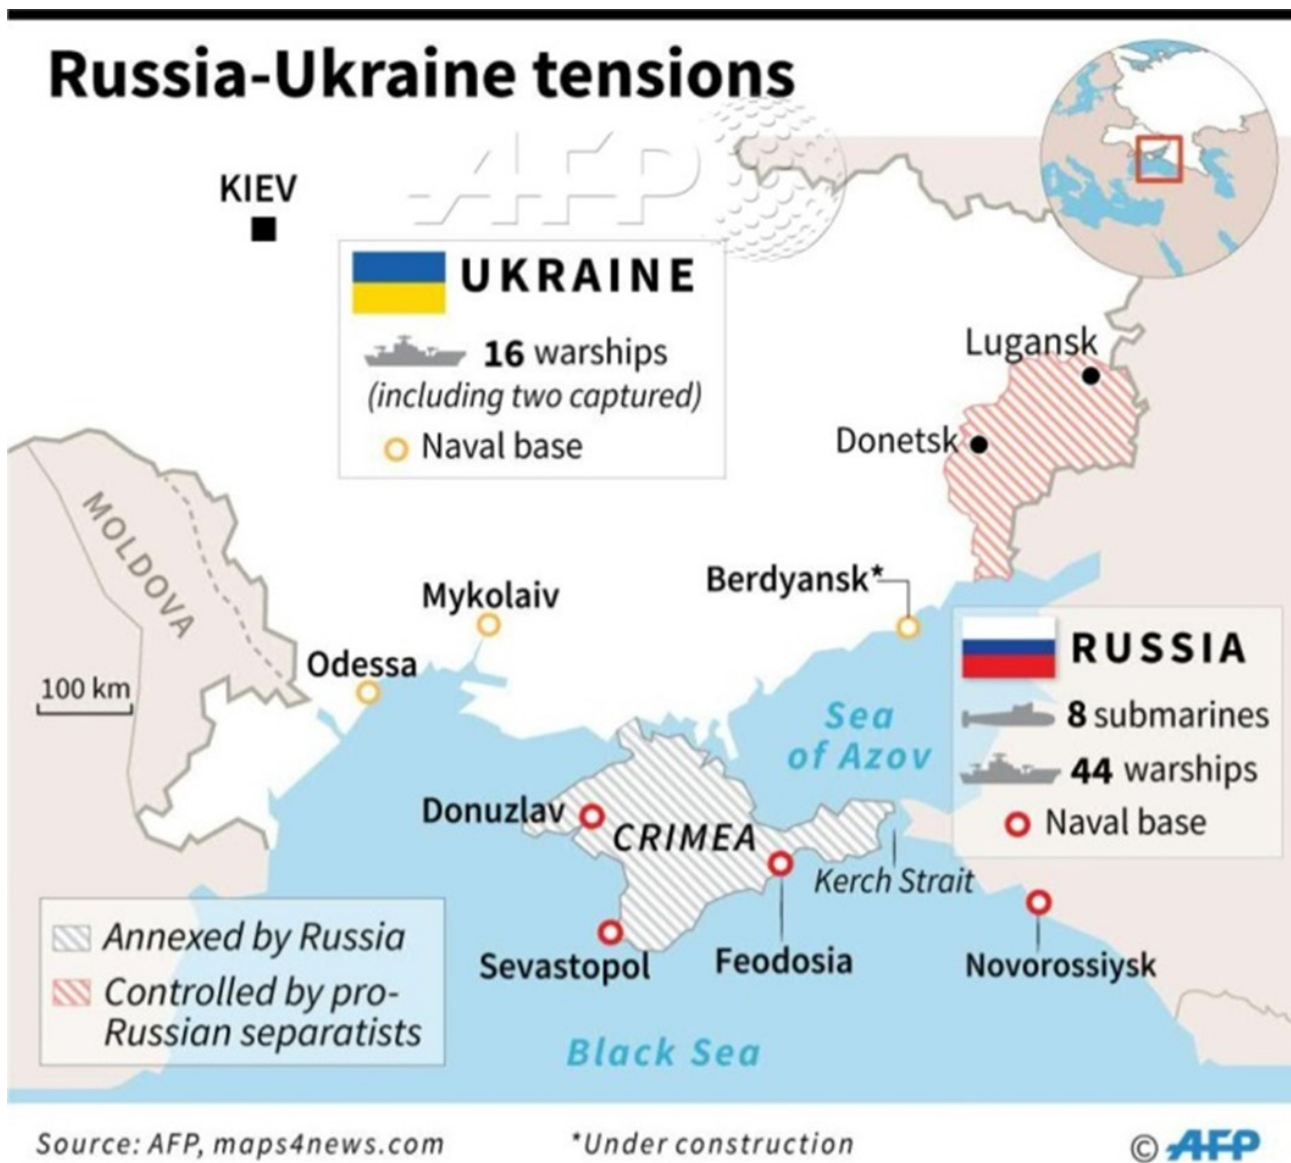 Russia-Ukraine tensions
AFP
KIEV
UKRAINE
16 warships
(including two captured)
Naval base
Lugansk
Donetsk
MOLDOVA
Mykolaiv
Berdyansk*
Odessa
100 km
RUSSIA
8 submarines
44 warships
Naval base
Sea
of Azov
Donuzlav
CRIMEA
Kerch Strait
Sevastopol
Feodosia
Novorossiysk
Annexed by Russia
Controlled by pro-
Russian separatists
Black Sea
Source: AFP, maps4news.com
*Under construction
© AFP